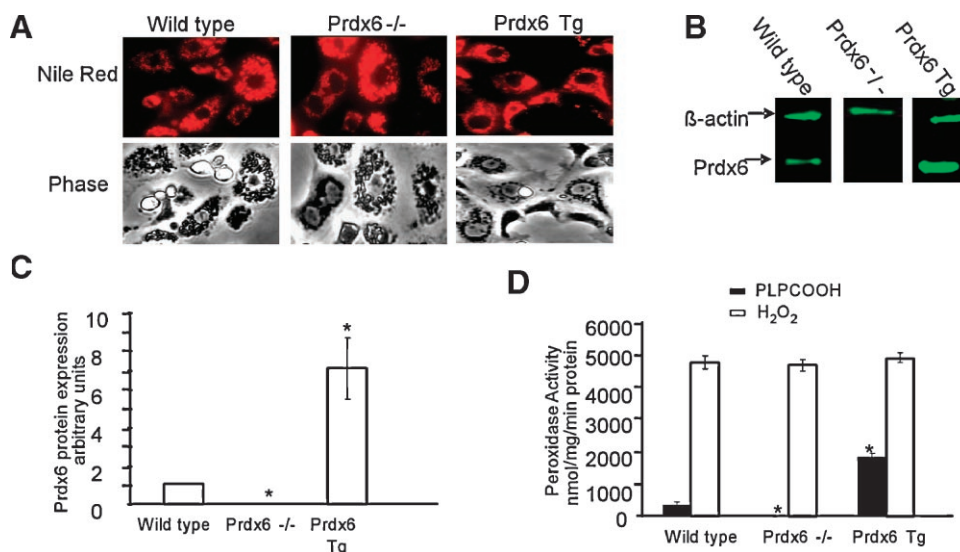 A
Wild type
Prdx6 -/-
Prdx6 Tg
Nile Red
Phase
B
Wild type
Prdx6 -/-
Prdx6 Tg
ß-actin
Prdx6
C
Prdx6 protein expression
arbitrary units
10
8
6
4
2
0
*
*
Wild type
Prdx6 -/-
Prdx6
Tg
D
PLPCOOH
H₂O₂
Peroxidase Activity
nmol/mg/min protein
6000
5000
4000
3000
2000
1000
0
*
*
Wild type
Prdx6 -/-
Prdx6 Tg